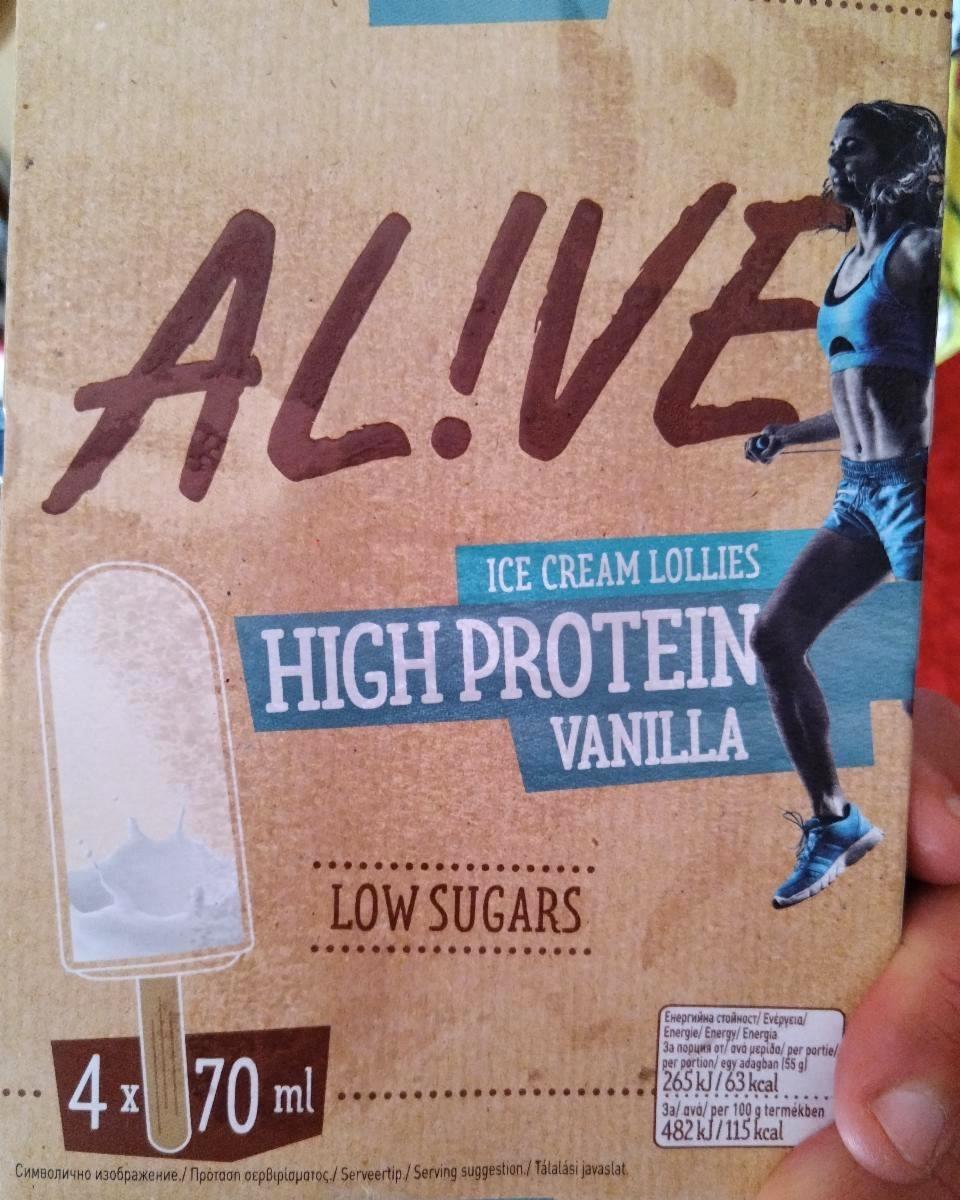 AL!VE
ICE CREAM LOLLIES
HIGH PROTEIN
VANILLA
LOW SUGARS
4 x 70 ml
Енергийна стойност/ Ενέργεια/
Energie/ Energy/ Energia
За порция от/ ανά μερίδα/ per portie/
per portion/ egy adagban (55 g)
265 kJ / 63 kcal
За/ ανά/ per 100 g termékben
482 kJ / 115 kcal
Символично изображение./ Πρόταση σερβιρίσματος./ Serveertip./ Serving suggestion./ Tálalási javaslat.